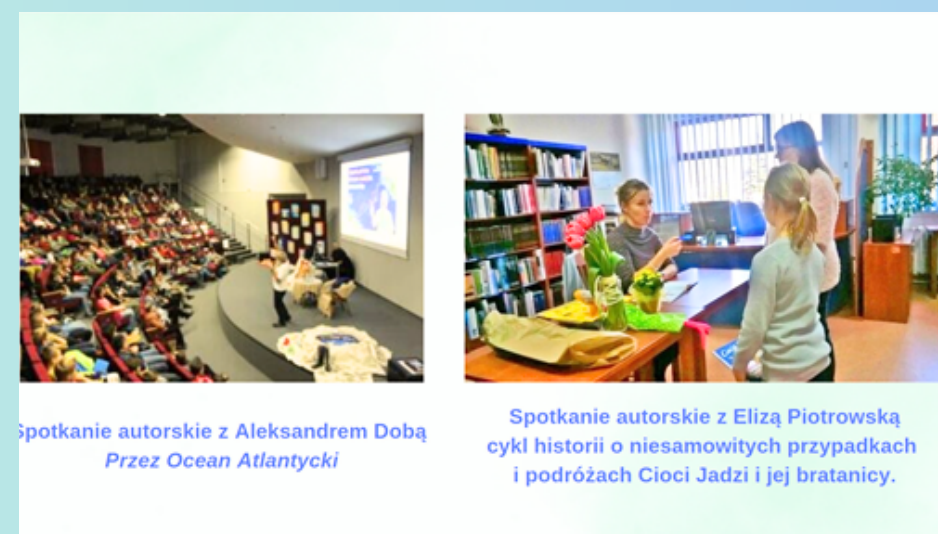 Spotkanie autorskie z Aleksandrem Dobą
Przez Ocean Atlantycki
Spotkanie autorskie z Elizą Piotrowską
cykl historii o niesamowitych przypadkach
i podróżach Cioci Jadzi i jej bratanicy.